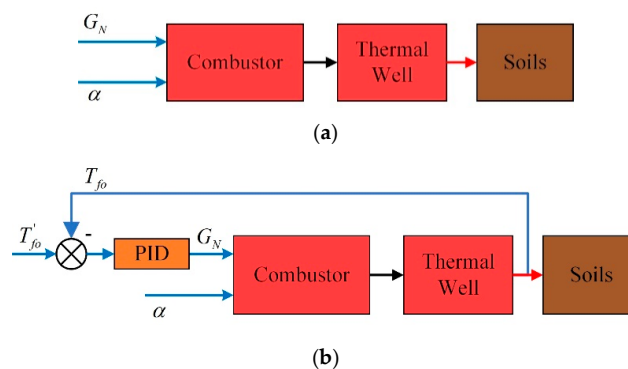 G_N
α
Combustor
Thermal
Well
Soils
(a)
T_fo
T'_fo
-
PID
G_N
α
Combustor
Thermal
Well
Soils
(b)